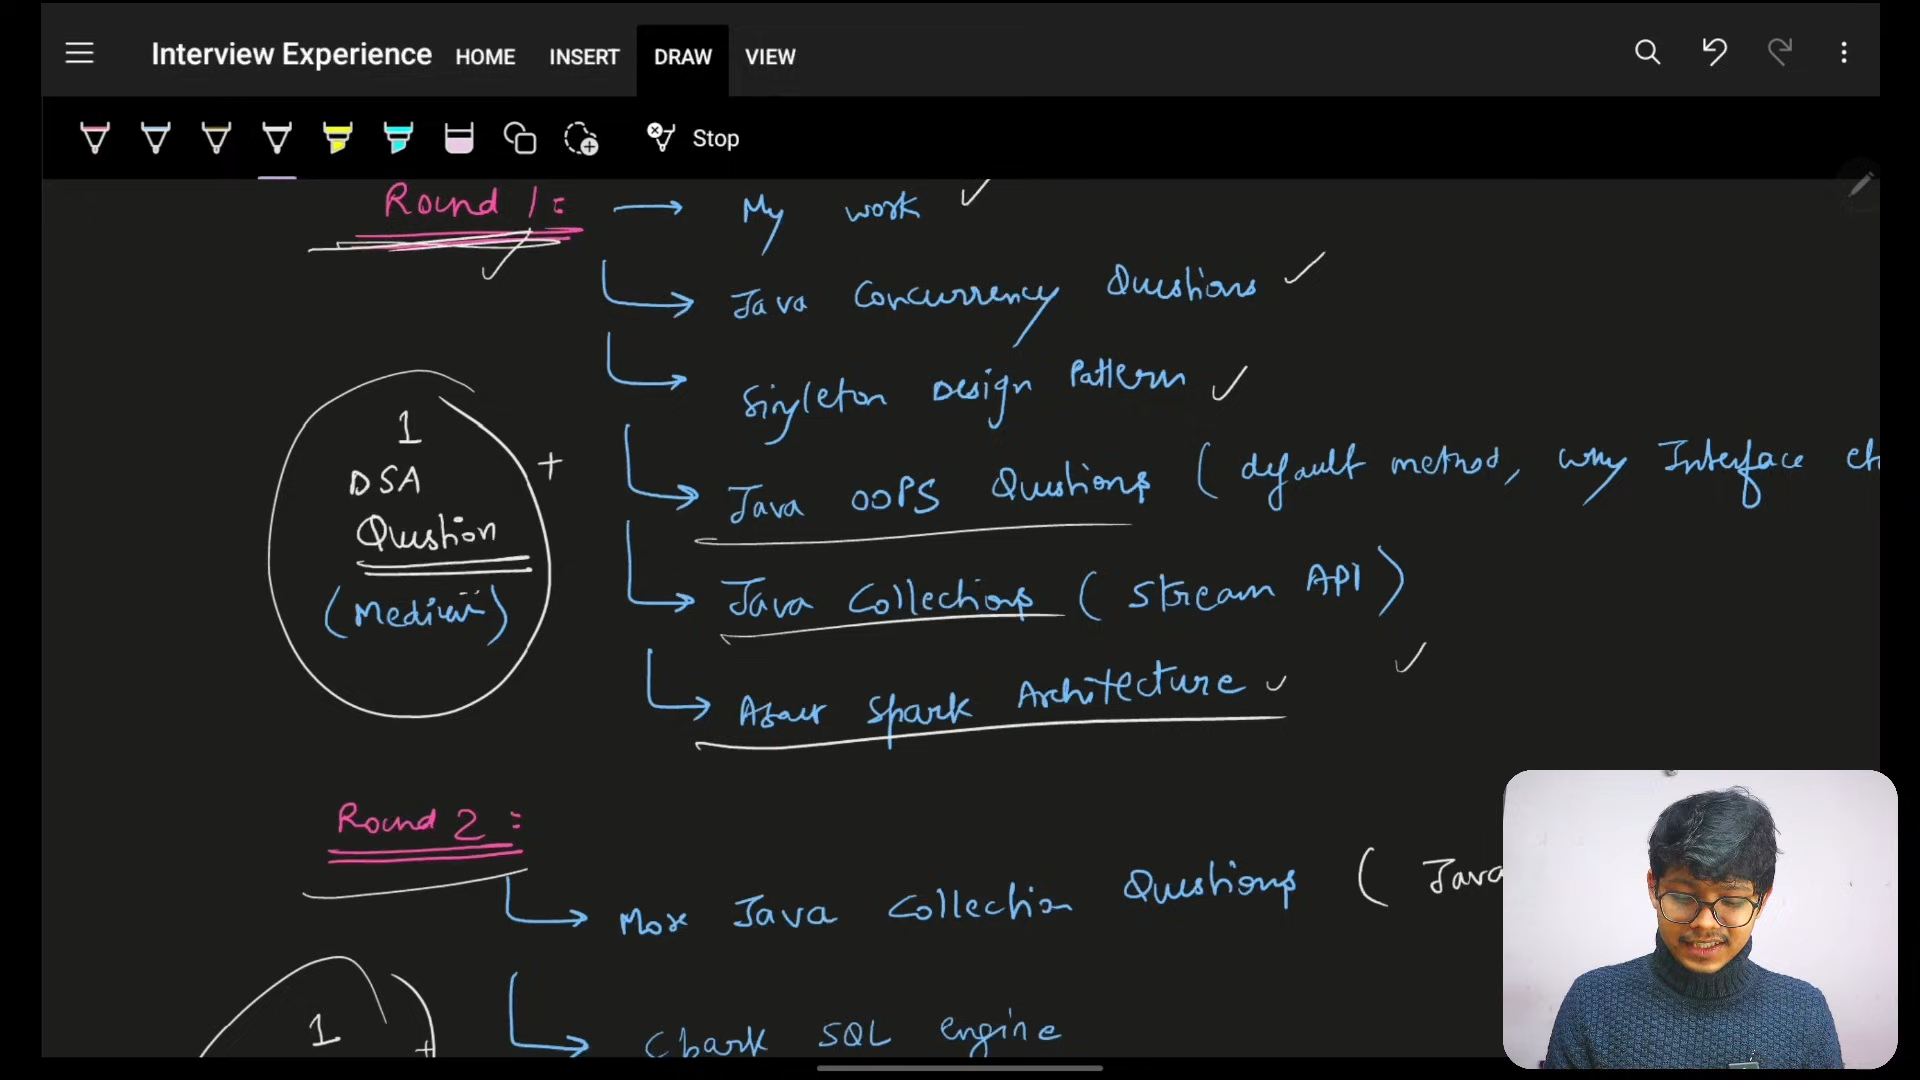 Interview Experience HOME INSERT DRAW VIEW
Stop
Round 1: → My work
Java Concurrency Questions
Singleton Design Pattern
Java OOPS Questions ( default method, why Interface
Java Collections ( Stream API )
About Spark Architecture
1
DSA
Question
(Medium)
+
Round 2 :
More Java Collection Questions ( Java
1
+
Spark SQL engine